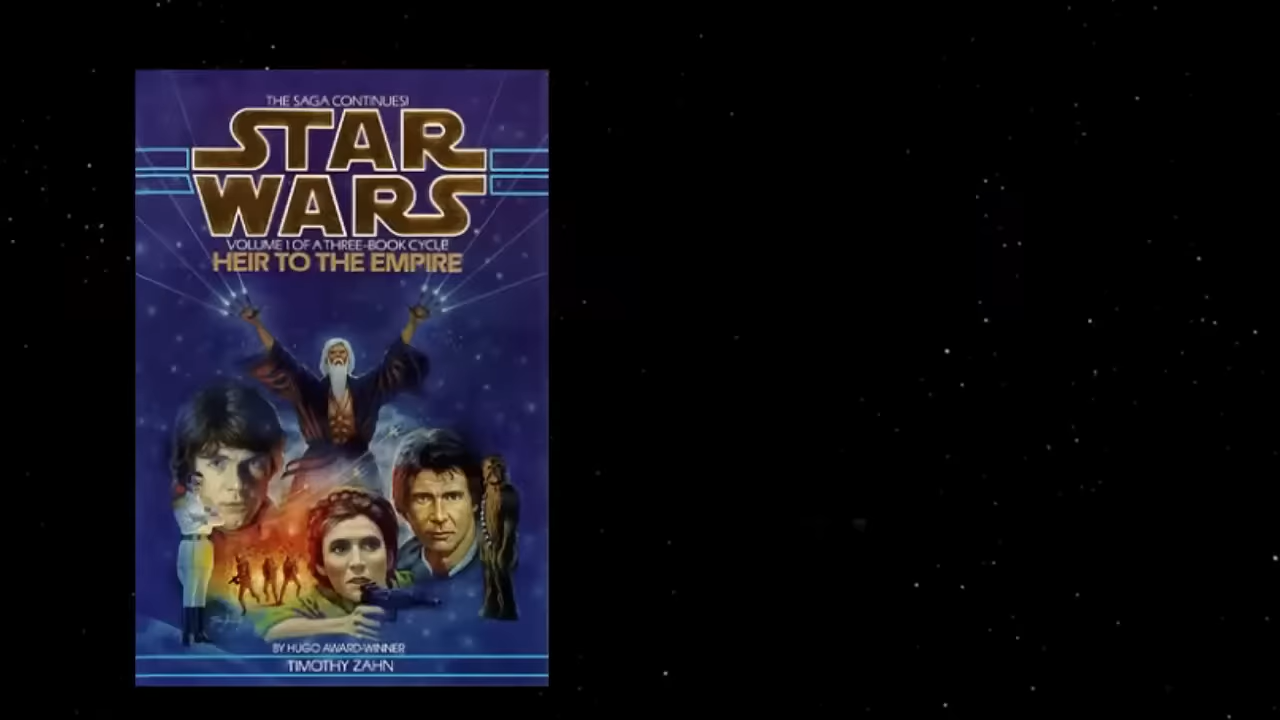 THE SAGA CONTINUES!
STAR
WARS
VOLUME 1 OF A THREE-BOOK CYCLE
HEIR TO THE EMPIRE
BY HUGO AWARD-WINNER
TIMOTHY ZAHN